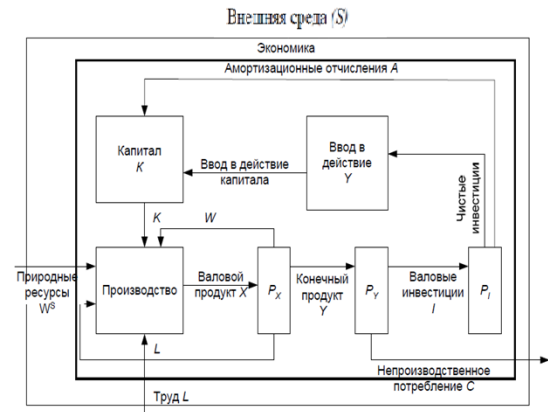 Внешняя среда (S)
Экономика
Амортизационные отчисления A
Капитал
K
Ввод в действие
капитала
Ввод в
действие
Y
Чистые
инвестиции
K
W
Природные
ресурсы
W^S
Производство
Валовой
продукт X
P_X
Конечный
продукт
Y
P_Y
Валовые
инвестиции
I
P_I
L
Непроизводственное
потребление C
Труд L